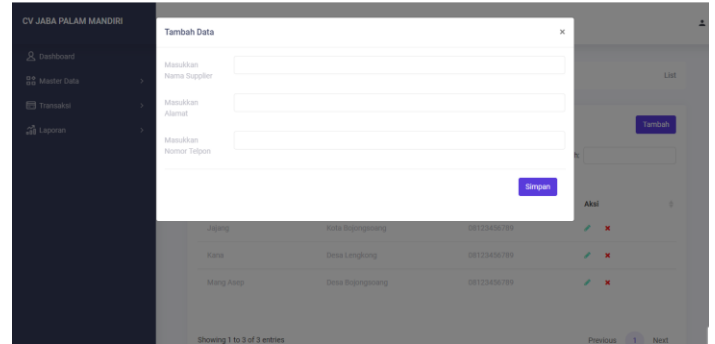 CV JABA PALAM MANDIRI
Dashboard
Master Data
Transaksi
Laporan
Tambah Data ×
Masukkan
Nama Supplier
Masukkan
Alamat
Masukkan
Nomor Telpon
Simpan
List
Tambah
Aksi
Jajang Kota Bojongsoang 08123456789
Karso Desa Lengkong 08123456789
Mang Asep Desa Bojongsoang 08123456789
Showing 1 to 3 of 3 entries
Previous 1 Next